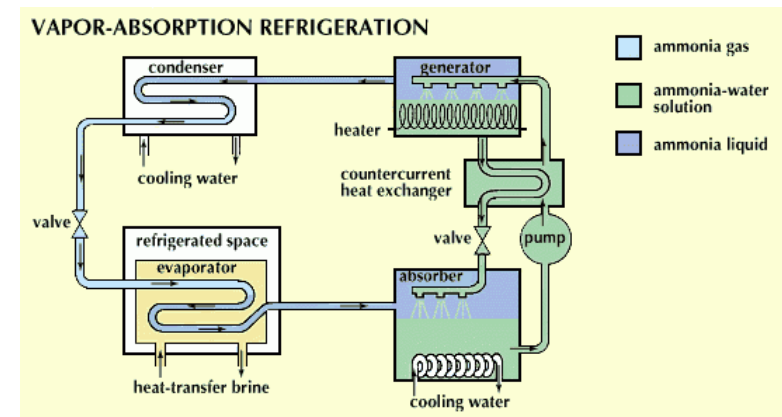 VAPOR-ABSORPTION REFRIGERATION
condenser
generator
ammonia gas
ammonia-water
solution
ammonia liquid
heater
cooling water
countercurrent
heat exchanger
valve
refrigerated space
evaporator
valve
pump
absorber
heat-transfer brine
cooling water